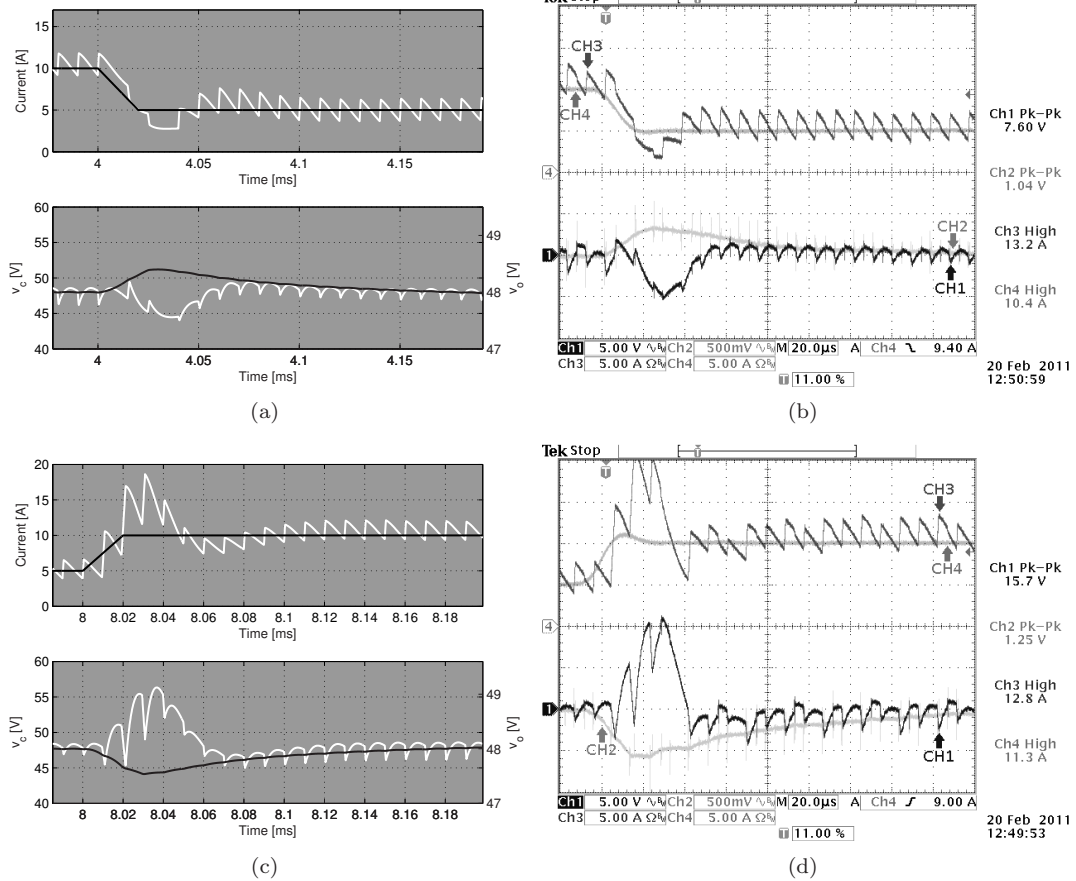 15
10
5
0
Current [A]
4
4.05
4.1
4.15
Time [ms]
60
55
50
45
40
v_c [V]
49
48
47
v_o [V]
4
4.05
4.1
4.15
Time [ms]
(a)
T
CH3
CH4
4
CH2
1
CH1
Ch1 Pk-Pk
7.60 V
Ch2 Pk-Pk
1.04 V
Ch3 High
13.2 A
Ch4 High
10.4 A
Ch1 5.00 V Ch2 500mV M 20.0µs A Ch4 9.40 A
Ch3 5.00 A Ω Ch4 5.00 A Ω
T 11.00 %
20 Feb 2011
12:50:59
(b)
20
15
10
5
0
Current [A]
8
8.02
8.04
8.06
8.08
8.1
8.12
8.14
8.16
8.18
Time [ms]
60
55
50
45
40
v_c [V]
49
48
47
v_o [V]
8
8.02
8.04
8.06
8.08
8.1
8.12
8.14
8.16
8.18
Time [ms]
(c)
Tek Stop
T
T
CH3
CH4
4
1
CH2
CH1
Ch1 Pk-Pk
15.7 V
Ch2 Pk-Pk
1.25 V
Ch3 High
12.8 A
Ch4 High
11.3 A
Ch1 5.00 V Ch2 500mV M 20.0µs A Ch4 9.00 A
Ch3 5.00 A Ω Ch4 5.00 A Ω
T 11.00 %
20 Feb 2011
12:49:53
(d)